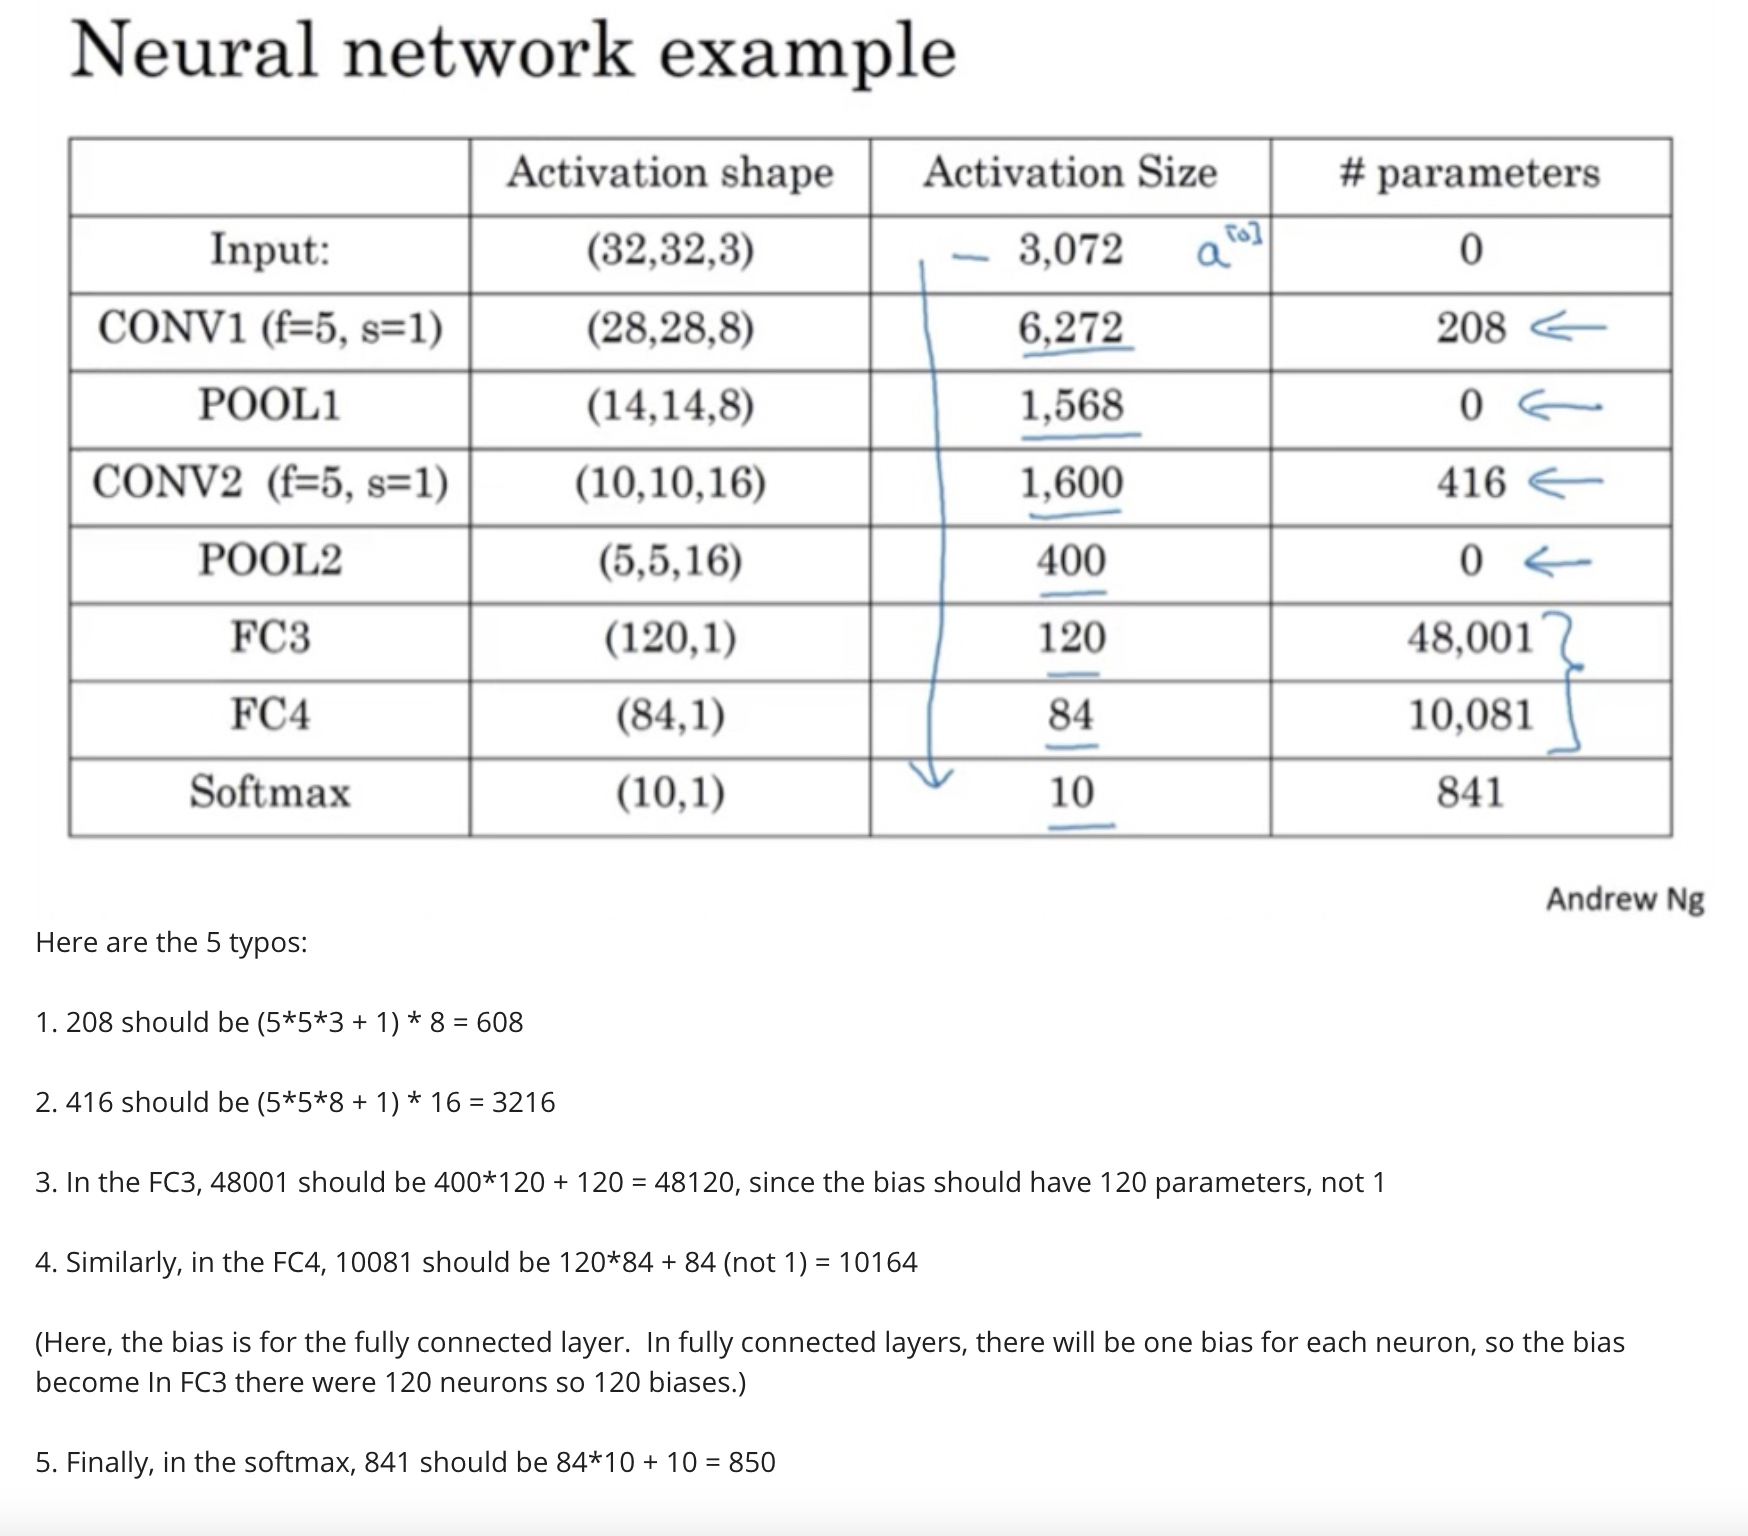 Neural network example
Activation shape Activation Size # parameters
Input: (32,32,3) 3,072 a[0] 0
CONV1 (f=5, s=1) (28,28,8) 6,272 208
POOL1 (14,14,8) 1,568 0
CONV2 (f=5, s=1) (10,10,16) 1,600 416
POOL2 (5,5,16) 400 0
FC3 (120,1) 120 48,001
FC4 (84,1) 84 10,081
Softmax (10,1) 10 841
Andrew Ng
Here are the 5 typos:
1. 208 should be (5*5*3 + 1) * 8 = 608
2. 416 should be (5*5*8 + 1) * 16 = 3216
3. In the FC3, 48001 should be 400*120 + 120 = 48120, since the bias should have 120 parameters, not 1
4. Similarly, in the FC4, 10081 should be 120*84 + 84 (not 1) = 10164
(Here, the bias is for the fully connected layer.  In fully connected layers, there will be one bias for each neuron, so the bias
become In FC3 there were 120 neurons so 120 biases.)
5. Finally, in the softmax, 841 should be 84*10 + 10 = 850